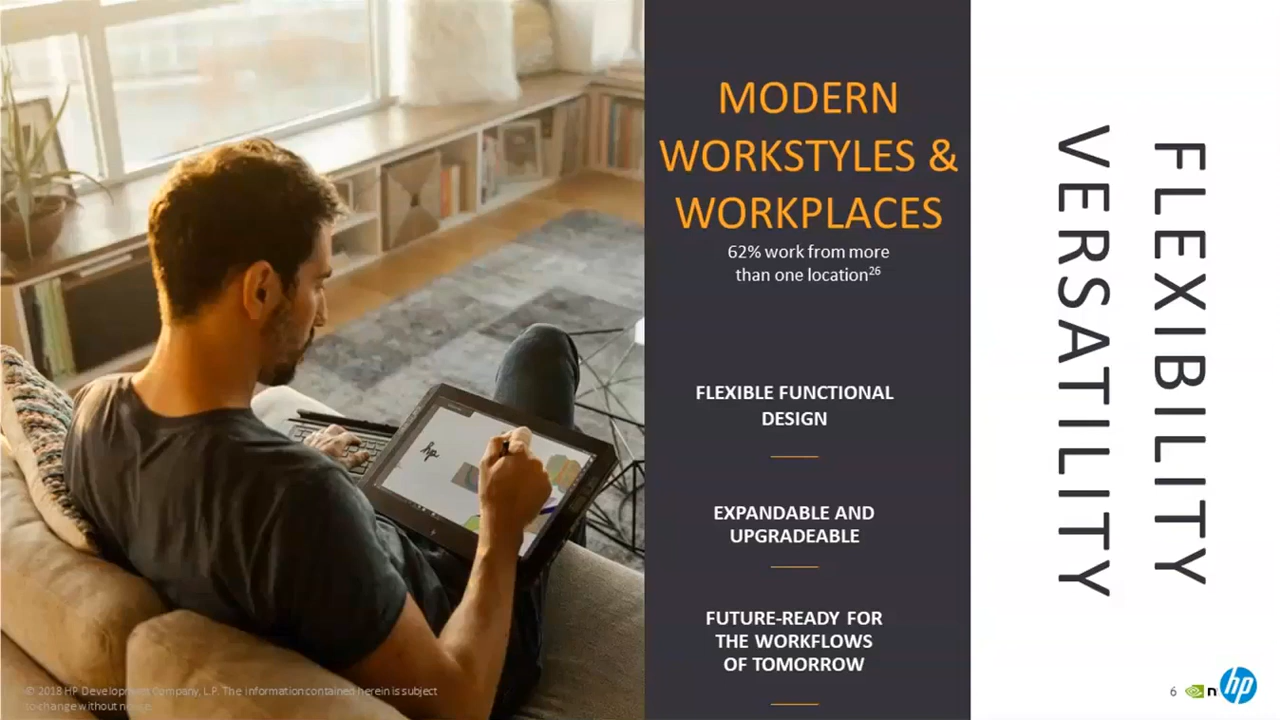 MODERN
WORKSTYLES &
WORKPLACES
62% work from more
than one location26
FLEXIBLE FUNCTIONAL
DESIGN
EXPANDABLE AND
UPGRADEABLE
FUTURE-READY FOR
THE WORKFLOWS
OF TOMORROW
FLEXIBILITY
VERSATILITY
hp
© 2018 HP Development Company, L.P. The information contained herein is subject
to change without notice.
6
n
hp